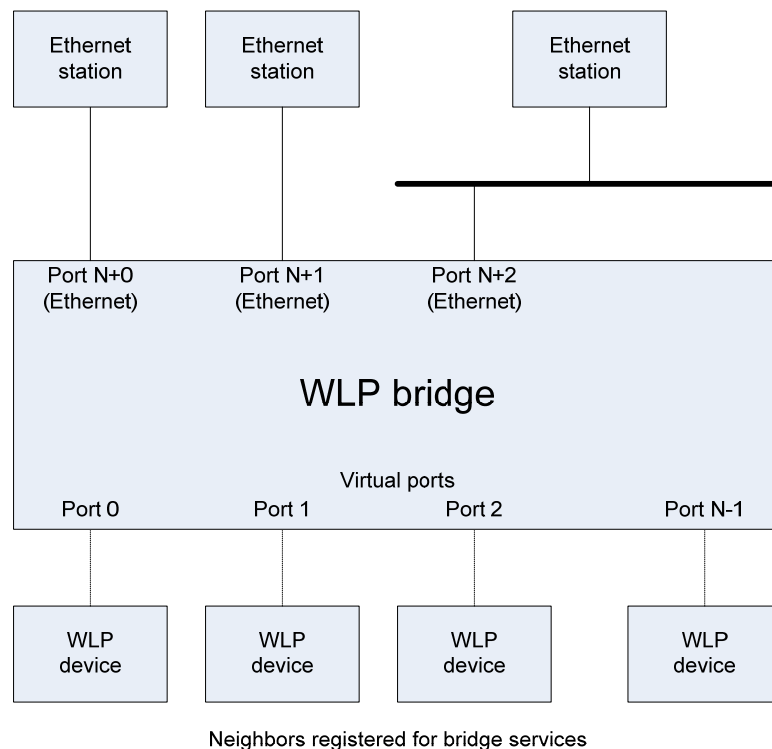 Ethernet
station
Ethernet
station
Ethernet
station
Port N+0
(Ethernet)
Port N+1
(Ethernet)
Port N+2
(Ethernet)
WLP bridge
Virtual ports
Port 0
Port 1
Port 2
Port N-1
WLP
device
WLP
device
WLP
device
WLP
device
Neighbors registered for bridge services